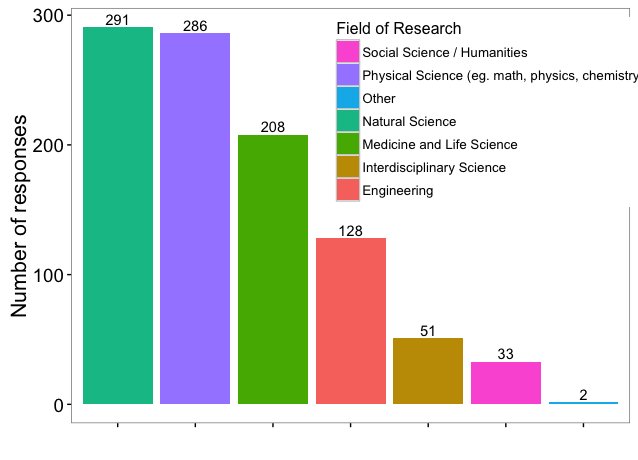 Number of responses
300
200
100
0
291
286
208
128
51
33
2
Field of Research
Social Science / Humanities
Physical Science (eg. math, physics, chemistry
Other
Natural Science
Medicine and Life Science
Interdisciplinary Science
Engineering